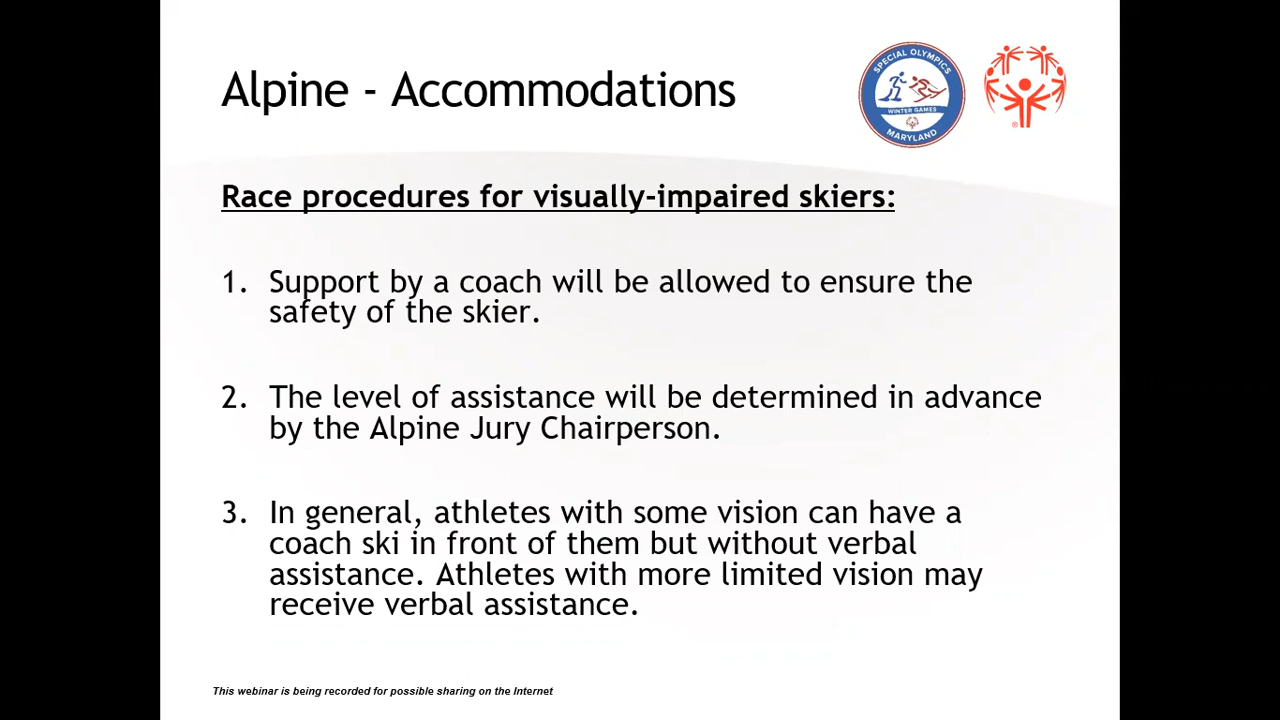 Alpine - Accommodations
SPECIAL OLYMPICS
WINTER GAMES
MARYLAND
®
Race procedures for visually-impaired skiers:
1. Support by a coach will be allowed to ensure the
safety of the skier.
2. The level of assistance will be determined in advance
by the Alpine Jury Chairperson.
3. In general, athletes with some vision can have a
coach ski in front of them but without verbal
assistance. Athletes with more limited vision may
receive verbal assistance.
This webinar is being recorded for possible sharing on the Internet